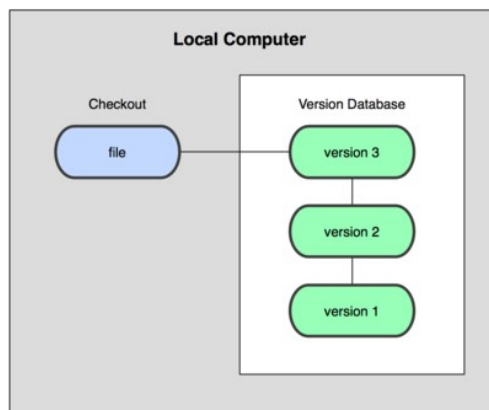 Local Computer
Checkout
Version Database
file
version 3
version 2
version 1